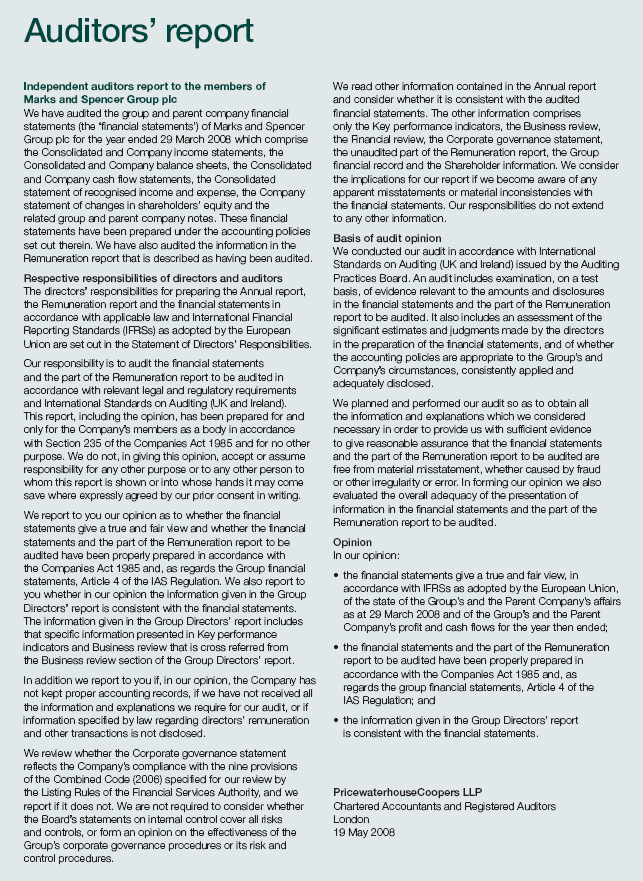 Auditors' report
Independent auditors report to the members of
Marks and Spencer Group plc
We have audited the group and parent company financial
statements (the 'financial statements') of Marks and Spencer
Group plc for the year ended 29 March 2008 which comprise
the Consolidated and Company income statements, the
Consolidated and Company balance sheets, the Consolidated
and Company cash flow statements, the Consolidated
statement of recognised income and expense, the Company
statement of changes in shareholders' equity and the
related group and parent company notes. These financial
statements have been prepared under the accounting policies
set out therein. We have also audited the information in the
Remuneration report that is described as having been audited.
Respective responsibilities of directors and auditors
The directors' responsibilities for preparing the Annual report,
the Remuneration report and the financial statements in
accordance with applicable law and International Financial
Reporting Standards (IFRSs) as adopted by the European
Union are set out in the Statement of Directors' Responsibilities.
Our responsibility is to audit the financial statements
and the part of the Remuneration report to be audited in
accordance with relevant legal and regulatory requirements
and International Standards on Auditing (UK and Ireland).
This report, including the opinion, has been prepared for and
only for the Company's members as a body in accordance
with Section 235 of the Companies Act 1985 and for no other
purpose. We do not, in giving this opinion, accept or assume
responsibility for any other purpose or to any other person to
whom this report is shown or into whose hands it may come
save where expressly agreed by our prior consent in writing.
We report to you our opinion as to whether the financial
statements give a true and fair view and whether the financial
statements and the part of the Remuneration report to be
audited have been properly prepared in accordance with
the Companies Act 1985 and, as regards the Group financial
statements, Article 4 of the IAS Regulation. We also report to
you whether in our opinion the information given in the Group
Directors' report is consistent with the financial statements.
The information given in the Group Directors' report includes
that specific information presented in Key performance
indicators and Business review that is cross referred from
the Business review section of the Group Directors' report.
In addition we report to you if, in our opinion, the Company has
not kept proper accounting records, if we have not received all
the information and explanations we require for our audit, or if
information specified by law regarding directors' remuneration
and other transactions is not disclosed.
We review whether the Corporate governance statement
reflects the Company's compliance with the nine provisions
of the Combined Code (2006) specified for our review by
the Listing Rules of the Financial Services Authority, and we
report if it does not. We are not required to consider whether
the Board's statements on internal control cover all risks
and controls, or form an opinion on the effectiveness of the
Group's corporate governance procedures or its risk and
control procedures.
We read other information contained in the Annual report
and consider whether it is consistent with the audited
financial statements. The other information comprises
only the Key performance indicators, the Business review,
the Financial review, the Corporate governance statement,
the unaudited part of the Remuneration report, the Group
financial record and the Shareholder information. We consider
the implications for our report if we become aware of any
apparent misstatements or material inconsistencies with
the financial statements. Our responsibilities do not extend
to any other information.
Basis of audit opinion
We conducted our audit in accordance with International
Standards on Auditing (UK and Ireland) issued by the Auditing
Practices Board. An audit includes examination, on a test
basis, of evidence relevant to the amounts and disclosures
in the financial statements and the part of the Remuneration
report to be audited. It also includes an assessment of the
significant estimates and judgments made by the directors
in the preparation of the financial statements, and of whether
the accounting policies are appropriate to the Group's and
Company's circumstances, consistently applied and
adequately disclosed.
We planned and performed our audit so as to obtain all
the information and explanations which we considered
necessary in order to provide us with sufficient evidence
to give reasonable assurance that the financial statements
and the part of the Remuneration report to be audited are
free from material misstatement, whether caused by fraud
or other irregularity or error. In forming our opinion we also
evaluated the overall adequacy of the presentation of
information in the financial statements and the part of the
Remuneration report to be audited.
Opinion
In our opinion:
• the financial statements give a true and fair view, in
accordance with IFRSs as adopted by the European Union,
of the state of the Group's and the Parent Company's affairs
as at 29 March 2008 and of the Group's and the Parent
Company's profit and cash flows for the year then ended;
• the financial statements and the part of the Remuneration
report to be audited have been properly prepared in
accordance with the Companies Act 1985 and, as
regards the group financial statements, Article 4 of the
IAS Regulation; and
• the information given in the Group Directors' report
is consistent with the financial statements.
PricewaterhouseCoopers LLP
Chartered Accountants and Registered Auditors
London
19 May 2008